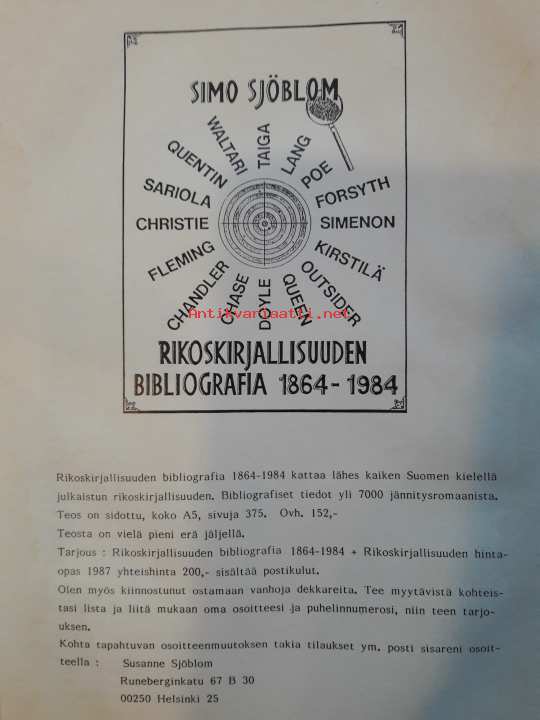 SIMO SJÖBLOM
TAIGA
LANG
POE
FORSYTH
SIMENON
KIRSTILÄ
OUTSIDER
QUEEN
DOYLE
CHASE
CHANDLER
FLEMING
CHRISTIE
SARIOLA
QUENTIN
WALTARI
Antikvariaatti.net
RIKOSKIRJALLISUUDEN
BIBLIOGRAFIA 1864-1984
Rikoskirjallisuuden bibliografia 1864-1984 kattaa lähes kaiken Suomen kielellä
julkaistun rikoskirjallisuuden. Bibliografiset tiedot yli 7000 jännitysromaanista.
Teos on sidottu, koko A5, sivuja 375. Ovh. 152,-
Teosta on vielä pieni erä jäljellä.
Tarjous : Rikoskirjallisuuden bibliografia 1864-1984 + Rikoskirjallisuuden hinta-
opas 1987 yhteishinta 200,- sisältää postikulut.
Olen myös kiinnostunut ostamaan vanhoja dekkareita. Tee myytävistä kohteis-
tasi lista ja liitä mukaan oma osoitteesi ja puhelinnumerosi, niin teen tarjo-
uksen.
Kohta tapahtuvan osoitteenmuutoksen takia tilaukset ym. posti sisareni osoit-
teella : Susanne Sjöblom
Runeberginkatu 67 B 30
00250 Helsinki 25